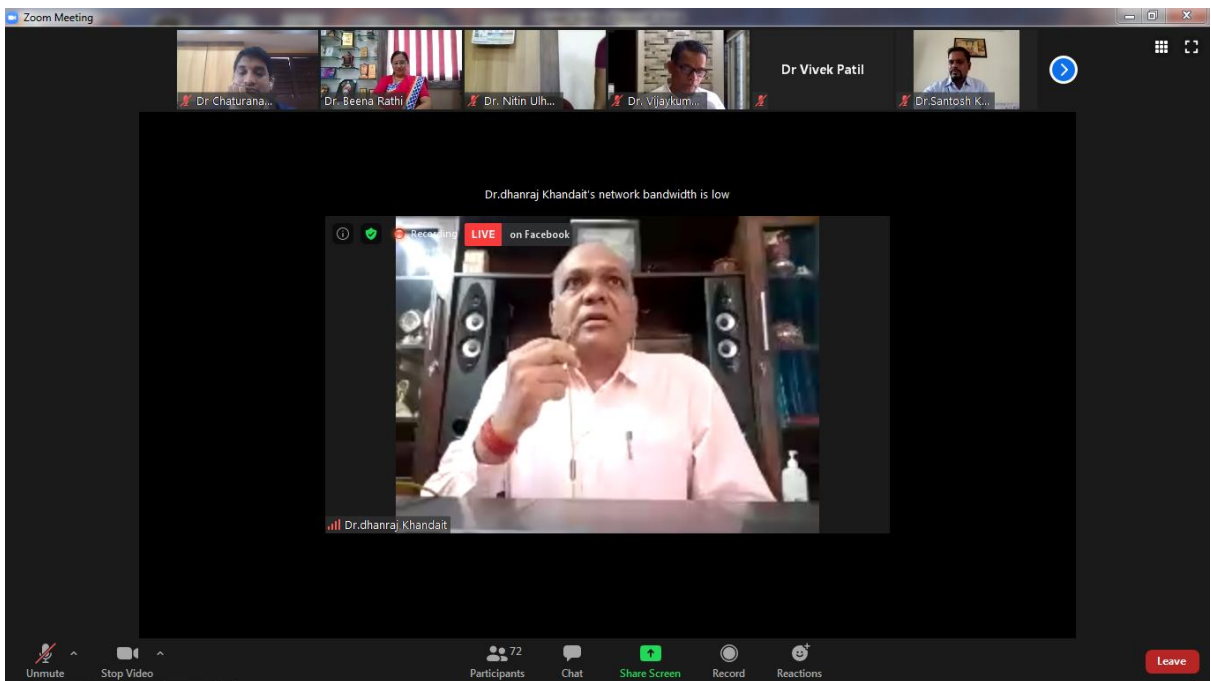 Zoom Meeting
Dr Chaturana...
Dr. Beena Rathi
Dr. Nitin Ulh...
Dr. Vijaykum...
Dr Vivek Patil
Dr.Santosh K...
Dr.dhanraj Khandait's network bandwidth is low
Recording LIVE on Facebook
Dr.dhanraj Khandait
Unmute
Stop Video
72
Participants
Chat
Share Screen
Record
Reactions
Leave